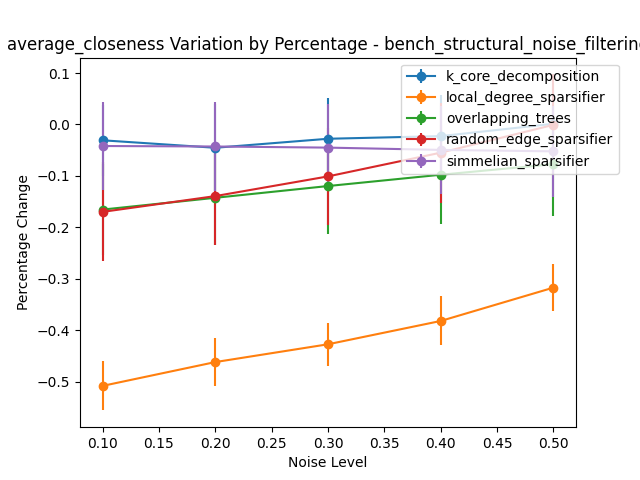 average_closeness Variation by Percentage - bench_structural_noise_filtering
k_core_decomposition
local_degree_sparsifier
overlapping_trees
random_edge_sparsifier
simmelian_sparsifier
Percentage Change
0.1
0.0
−0.1
−0.2
−0.3
−0.4
−0.5
0.10 0.15 0.20 0.25 0.30 0.35 0.40 0.45 0.50
Noise Level